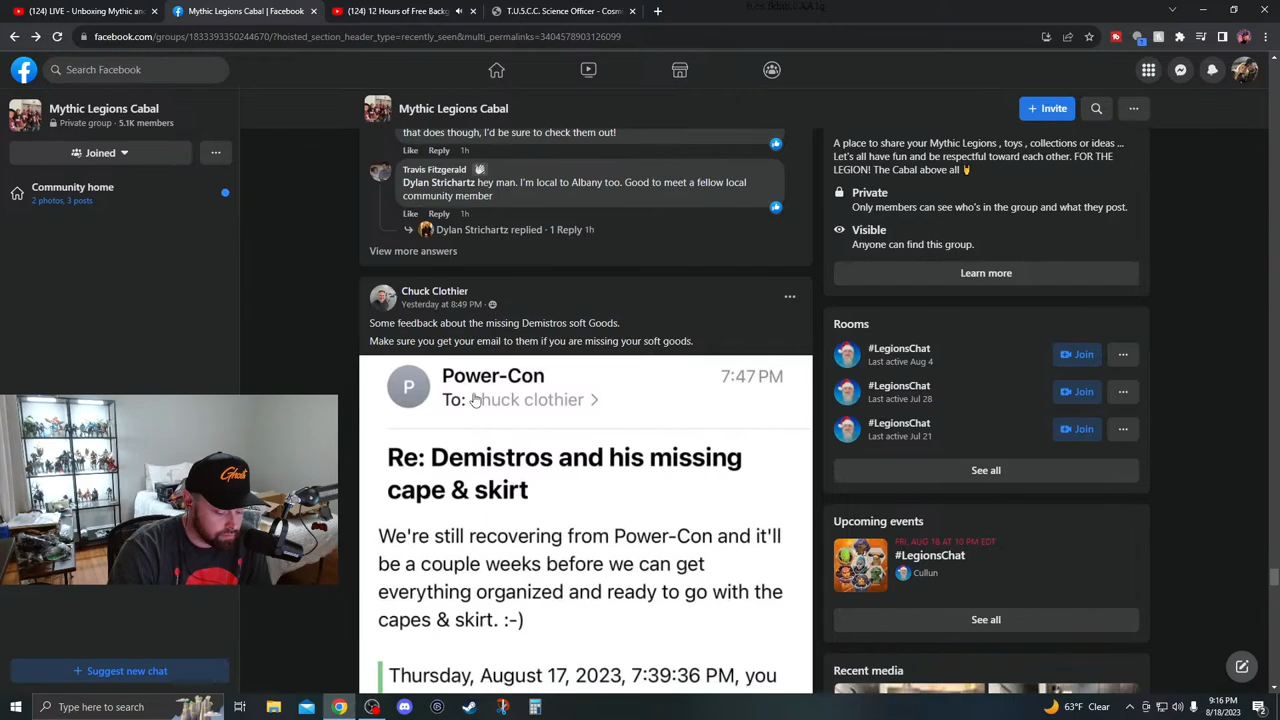 (124) LIVE - Unboxing Mythic and
Mythic Legions Cabal | Facebook
(124) 12 Hours of Free Backg
T.U.S.C.C. Science Officer - Cosm
facebook.com/groups/1833393350244670/?hoisted_section_header_type=recently_seen&multi_permalinks=3404578903126099
Search Facebook
Mythic Legions Cabal
Private group · 5.1K members
Joined
Community home
2 photos, 3 posts
Suggest new chat
Mythic Legions Cabal
+ Invite
that does though, I'd be sure to check them out!
Like Reply 1h
Travis Fitzgerald
Dylan Strichartz hey man. I'm local to Albany too. Good to meet a fellow local
community member
Like Reply 1h
Dylan Strichartz replied · 1 Reply 1h
View more answers
Chuck Clothier
Yesterday at 8:49 PM ·
Some feedback about the missing Demistros soft Goods.
Make sure you get your email to them if you are missing your soft goods.
P
Power-Con
7:47 PM
To: Chuck clothier >
Re: Demistros and his missing
cape & skirt
We're still recovering from Power-Con and it'll
be a couple weeks before we can get
everything organized and ready to go with the
capes & skirt. :-)
Thursday, August 17, 2023, 7:39:36 PM, you
A place to share your Mythic Legions , toys , collections or ideas ...
Let's all have fun and be respectful toward each other. FOR THE
LEGION! The Cabal above all
Private
Only members can see who's in the group and what they post.
Visible
Anyone can find this group.
Learn more
Rooms
#LegionsChat
Last active Aug 4
Join
#LegionsChat
Last active Jul 28
Join
#LegionsChat
Last active Jul 21
Join
See all
Upcoming events
FRI, AUG 18 AT 10 PM EDT
#LegionsChat
Cullun
See all
Recent media
Ghost
Type here to search
63°F Clear
9:16 PM
8/18/2023